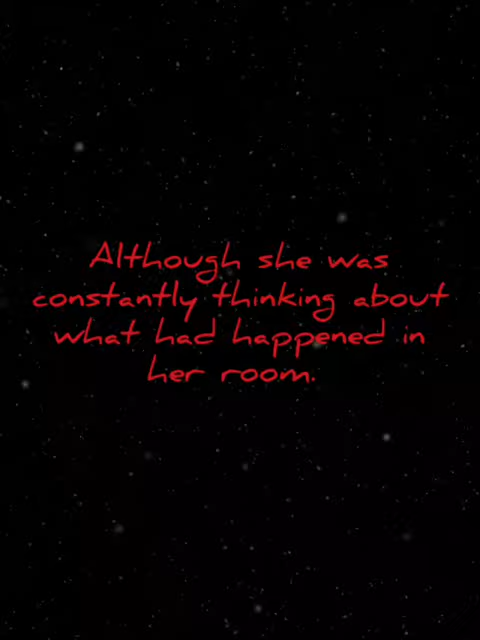 Although she was
constantly thinking about
what had happened in
her room.